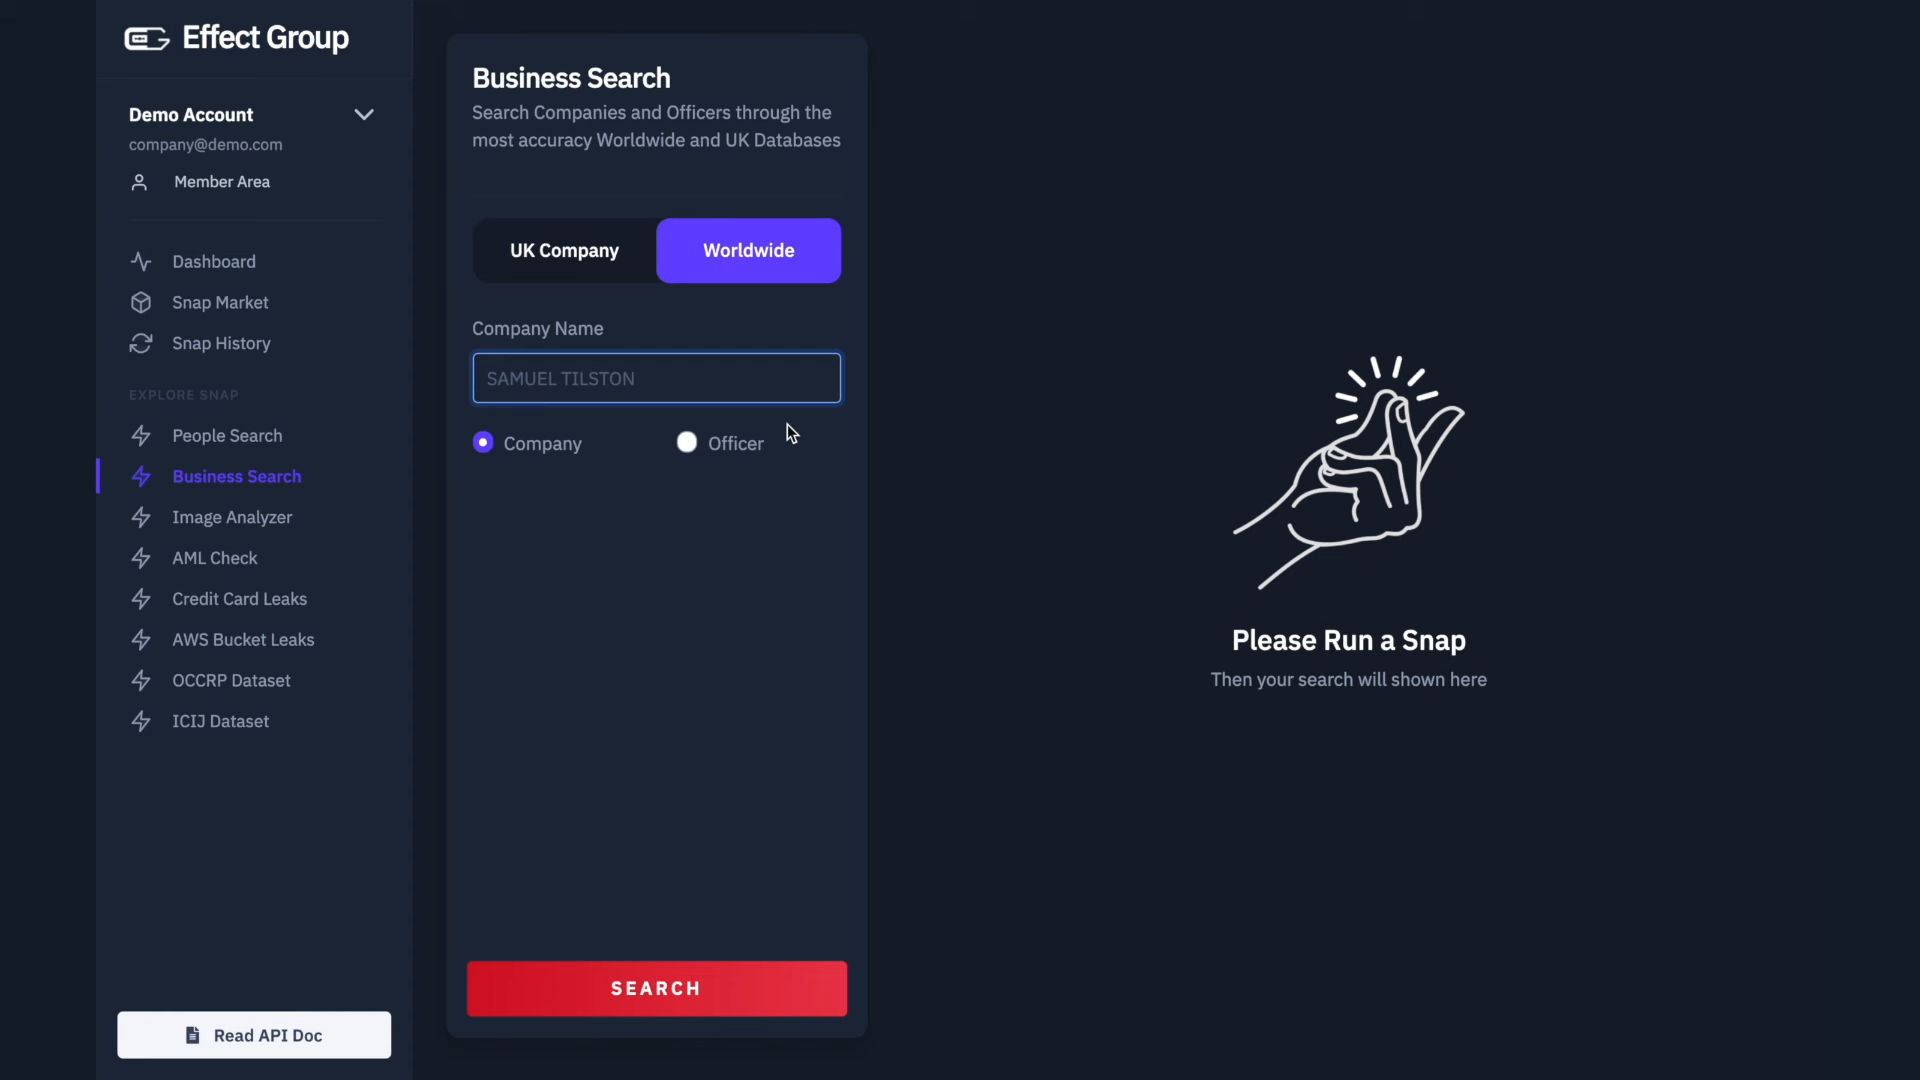 Effect Group
Demo Account
company@demo.com
Member Area
Dashboard
Snap Market
Snap History
EXPLORE SNAP
People Search
Business Search
Image Analyzer
AML Check
Credit Card Leaks
AWS Bucket Leaks
OCCRP Dataset
ICIJ Dataset
Read API Doc
Business Search
Search Companies and Officers through the
most accuracy Worldwide and UK Databases
UK Company
Worldwide
Company Name
SAMUEL TILSTON
Company
Officer
SEARCH
Please Run a Snap
Then your search will shown here